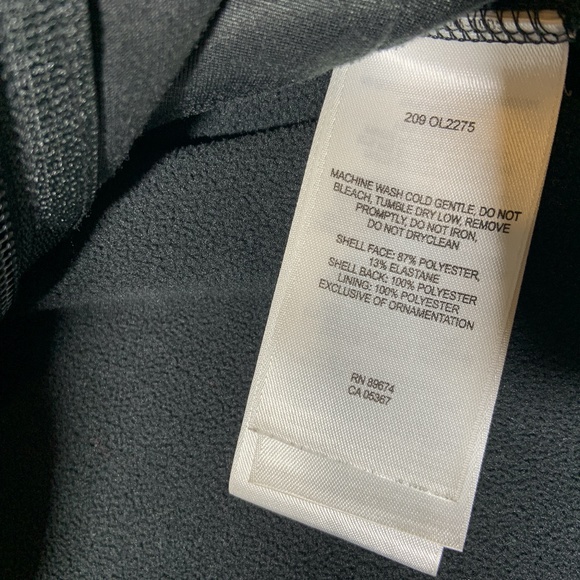 209 OL2275
MACHINE WASH COLD GENTLE, DO NOT
BLEACH, TUMBLE DRY LOW, REMOVE
PROMPTLY, DO NOT IRON,
DO NOT DRYCLEAN
SHELL FACE: 87% POLYESTER,
13% ELASTANE
SHELL BACK: 100% POLYESTER
LINING: 100% POLYESTER
EXCLUSIVE OF ORNAMENTATION
RN 89674
CA 05367